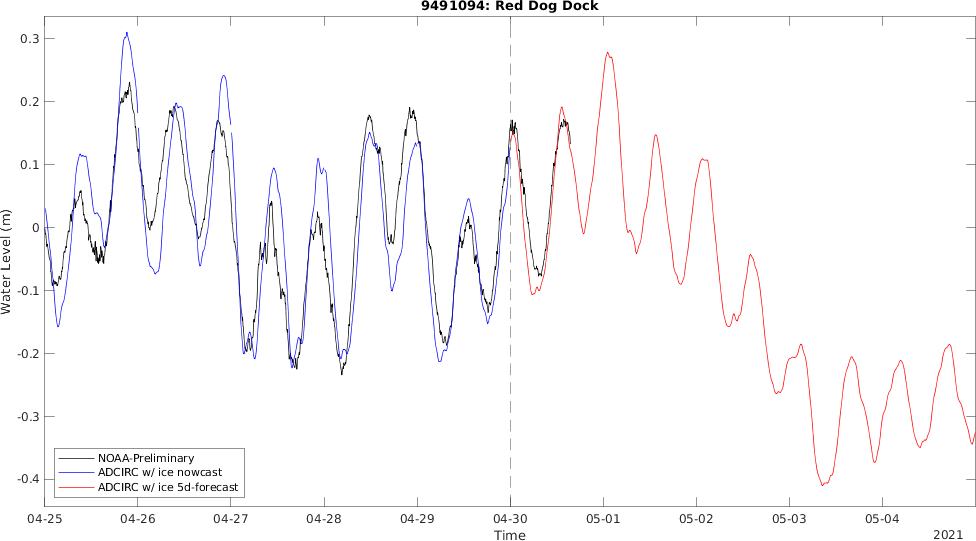 9491094: Red Dog Dock
Water Level (m)
0.3
0.2
0.1
0
-0.1
-0.2
-0.3
-0.4
NOAA-Preliminary
ADCIRC w/ ice nowcast
ADCIRC w/ ice 5d-forecast
04-25 04-26 04-27 04-28 04-29 04-30 05-01 05-02 05-03 05-04
Time
2021